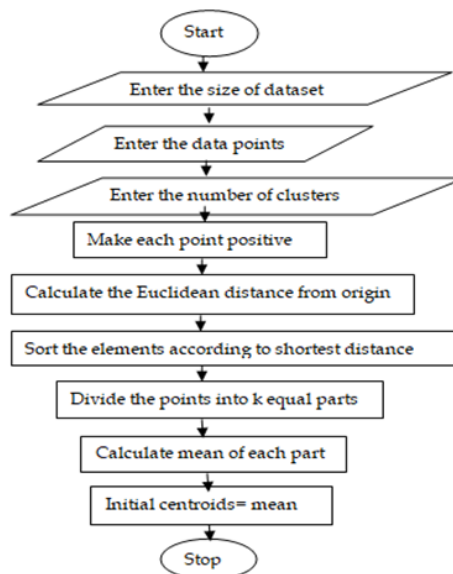 Start
Enter the size of dataset
Enter the data points
Enter the number of clusters
Make each point positive
Calculate the Euclidean distance from origin
Sort the elements according to shortest distance
Divide the points into k equal parts
Calculate mean of each part
Initial centroids= mean
Stop